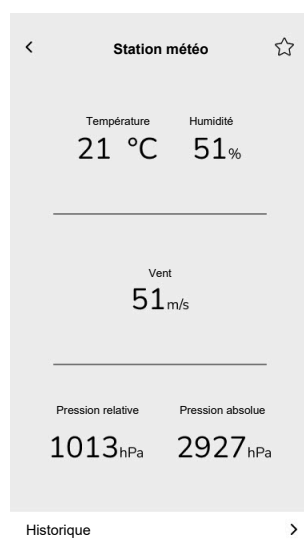 Station météo
Température Humidité
21 °C 51%
Vent
51m/s
Pression relative Pression absolue
1013hPa 2927hPa
Historique